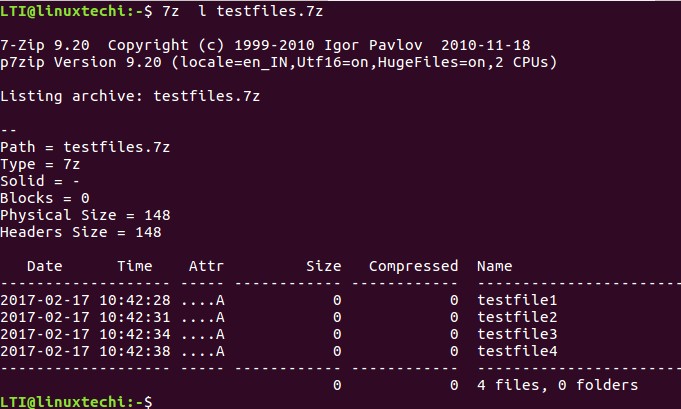 LTI@linuxtechi:~$ 7z  l testfiles.7z

7-Zip 9.20  Copyright (c) 1999-2010 Igor Pavlov  2010-11-18
p7zip Version 9.20 (locale=en_IN,Utf16=on,HugeFiles=on,2 CPUs)

Listing archive: testfiles.7z

--
Path = testfiles.7z
Type = 7z
Solid = -
Blocks = 0
Physical Size = 148
Headers Size = 148

   Date      Time    Attr         Size   Compressed  Name
------------------- ----- ------------ ------------  ------------------------
2017-02-17 10:42:28 ....A            0            0  testfile1
2017-02-17 10:42:31 ....A            0            0  testfile2
2017-02-17 10:42:34 ....A            0            0  testfile3
2017-02-17 10:42:38 ....A            0            0  testfile4
------------------- ----- ------------ ------------  ------------------------
                                     0            0  4 files, 0 folders
LTI@linuxtechi:~$